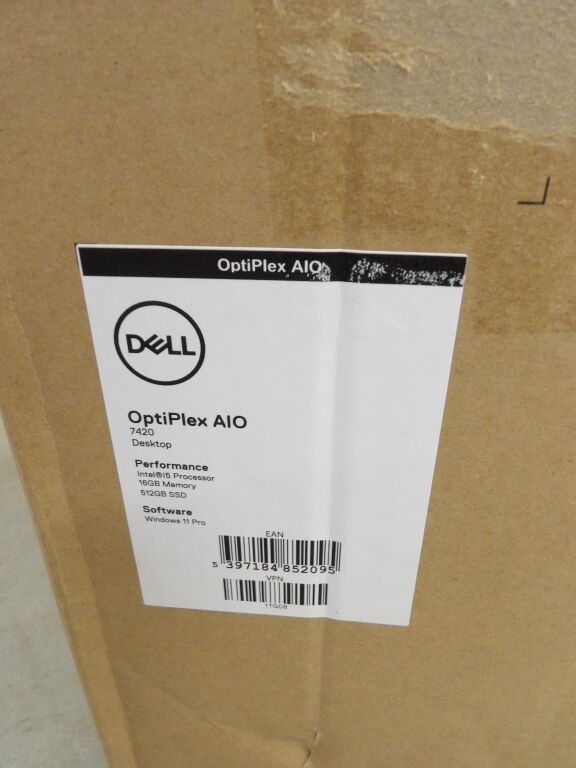 OptiPlex AIO
DELL
OptiPlex AIO
7420
Desktop
Performance
Intel®i5 Processor
16GB Memory
512GB SSD
Software
Windows 11 Pro
EAN
5 397184 852095
VPN
1TGC8